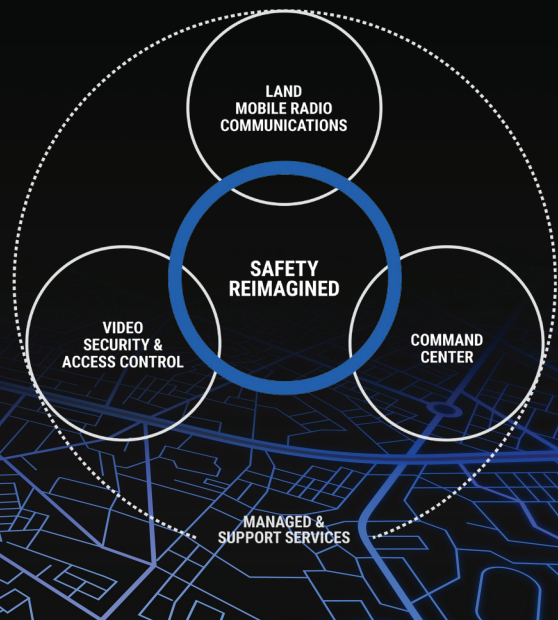 LAND
MOBILE RADIO
COMMUNICATIONS
SAFETY
REIMAGINED
VIDEO
SECURITY &
ACCESS CONTROL
COMMAND
CENTER
MANAGED &
SUPPORT SERVICES